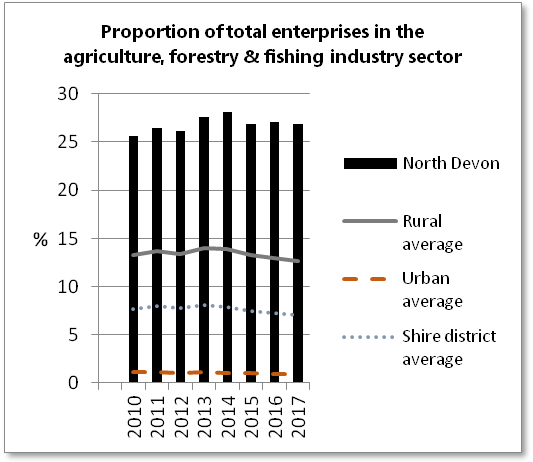 Proportion of total enterprises in the
agriculture, forestry & fishing industry sector
30
25
20
15
10
5
0
%
2010
2011
2012
2013
2014
2015
2016
2017
North Devon
Rural
average
Urban
average
Shire district
average